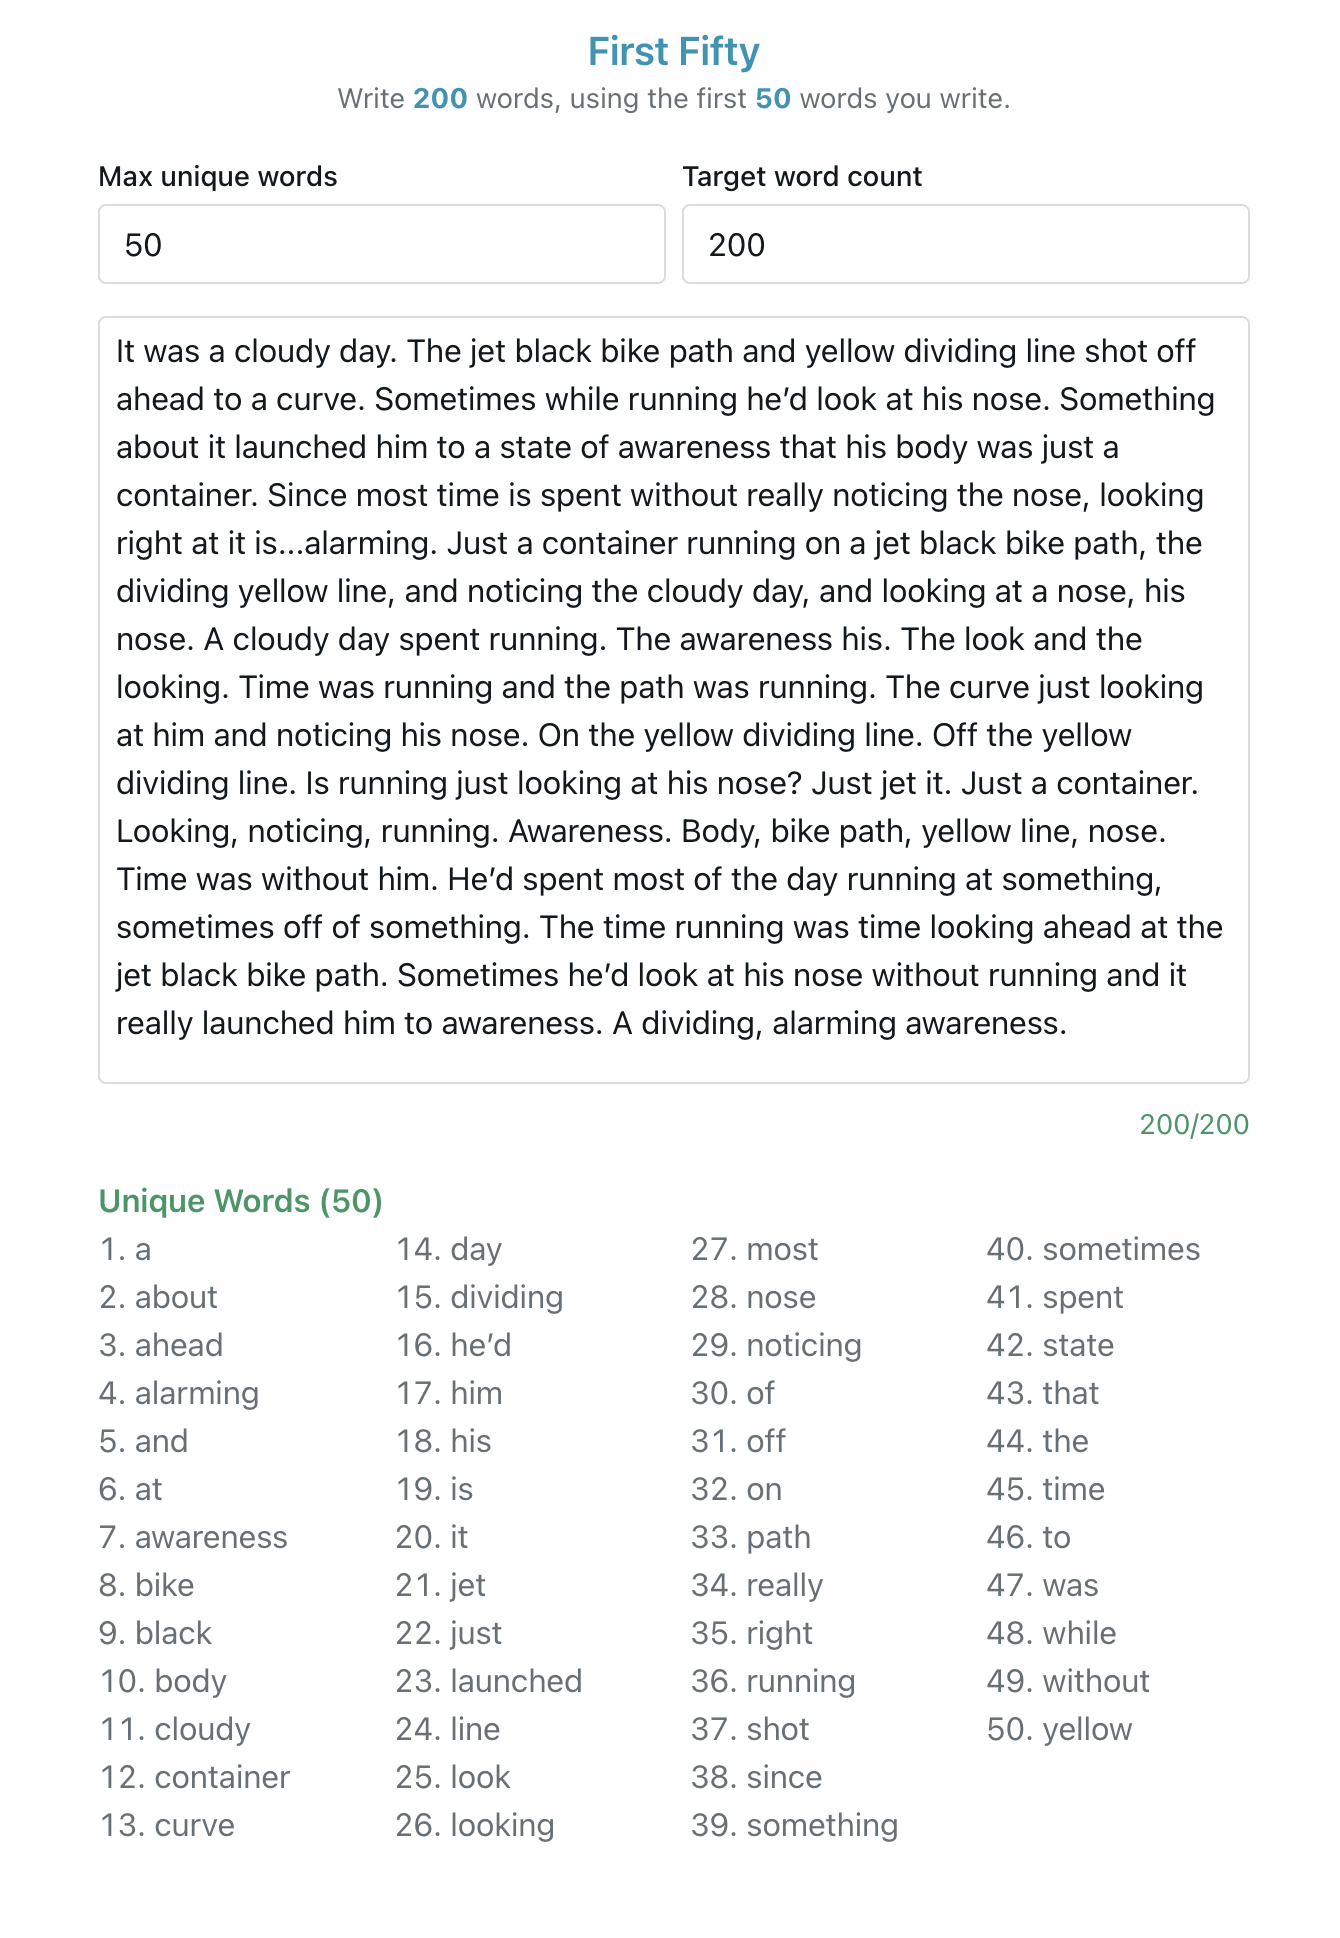 First Fifty
Write 200 words, using the first 50 words you write.
Max unique words
Target word count
50
200
It was a cloudy day. The jet black bike path and yellow dividing line shot off
ahead to a curve. Sometimes while running he’d look at his nose. Something
about it launched him to a state of awareness that his body was just a
container. Since most time is spent without really noticing the nose, looking
right at it is...alarming. Just a container running on a jet black bike path, the
dividing yellow line, and noticing the cloudy day, and looking at a nose, his
nose. A cloudy day spent running. The awareness his. The look and the
looking. Time was running and the path was running. The curve just looking
at him and noticing his nose. On the yellow dividing line. Off the yellow
dividing line. Is running just looking at his nose? Just jet it. Just a container.
Looking, noticing, running. Awareness. Body, bike path, yellow line, nose.
Time was without him. He’d spent most of the day running at something,
sometimes off of something. The time running was time looking ahead at the
jet black bike path. Sometimes he’d look at his nose without running and it
really launched him to awareness. A dividing, alarming awareness.
200/200
Unique Words (50)
1. a
2. about
3. ahead
4. alarming
5. and
6. at
7. awareness
8. bike
9. black
10. body
11. cloudy
12. container
13. curve
14. day
15. dividing
16. he’d
17. him
18. his
19. is
20. it
21. jet
22. just
23. launched
24. line
25. look
26. looking
27. most
28. nose
29. noticing
30. of
31. off
32. on
33. path
34. really
35. right
36. running
37. shot
38. since
39. something
40. sometimes
41. spent
42. state
43. that
44. the
45. time
46. to
47. was
48. while
49. without
50. yellow